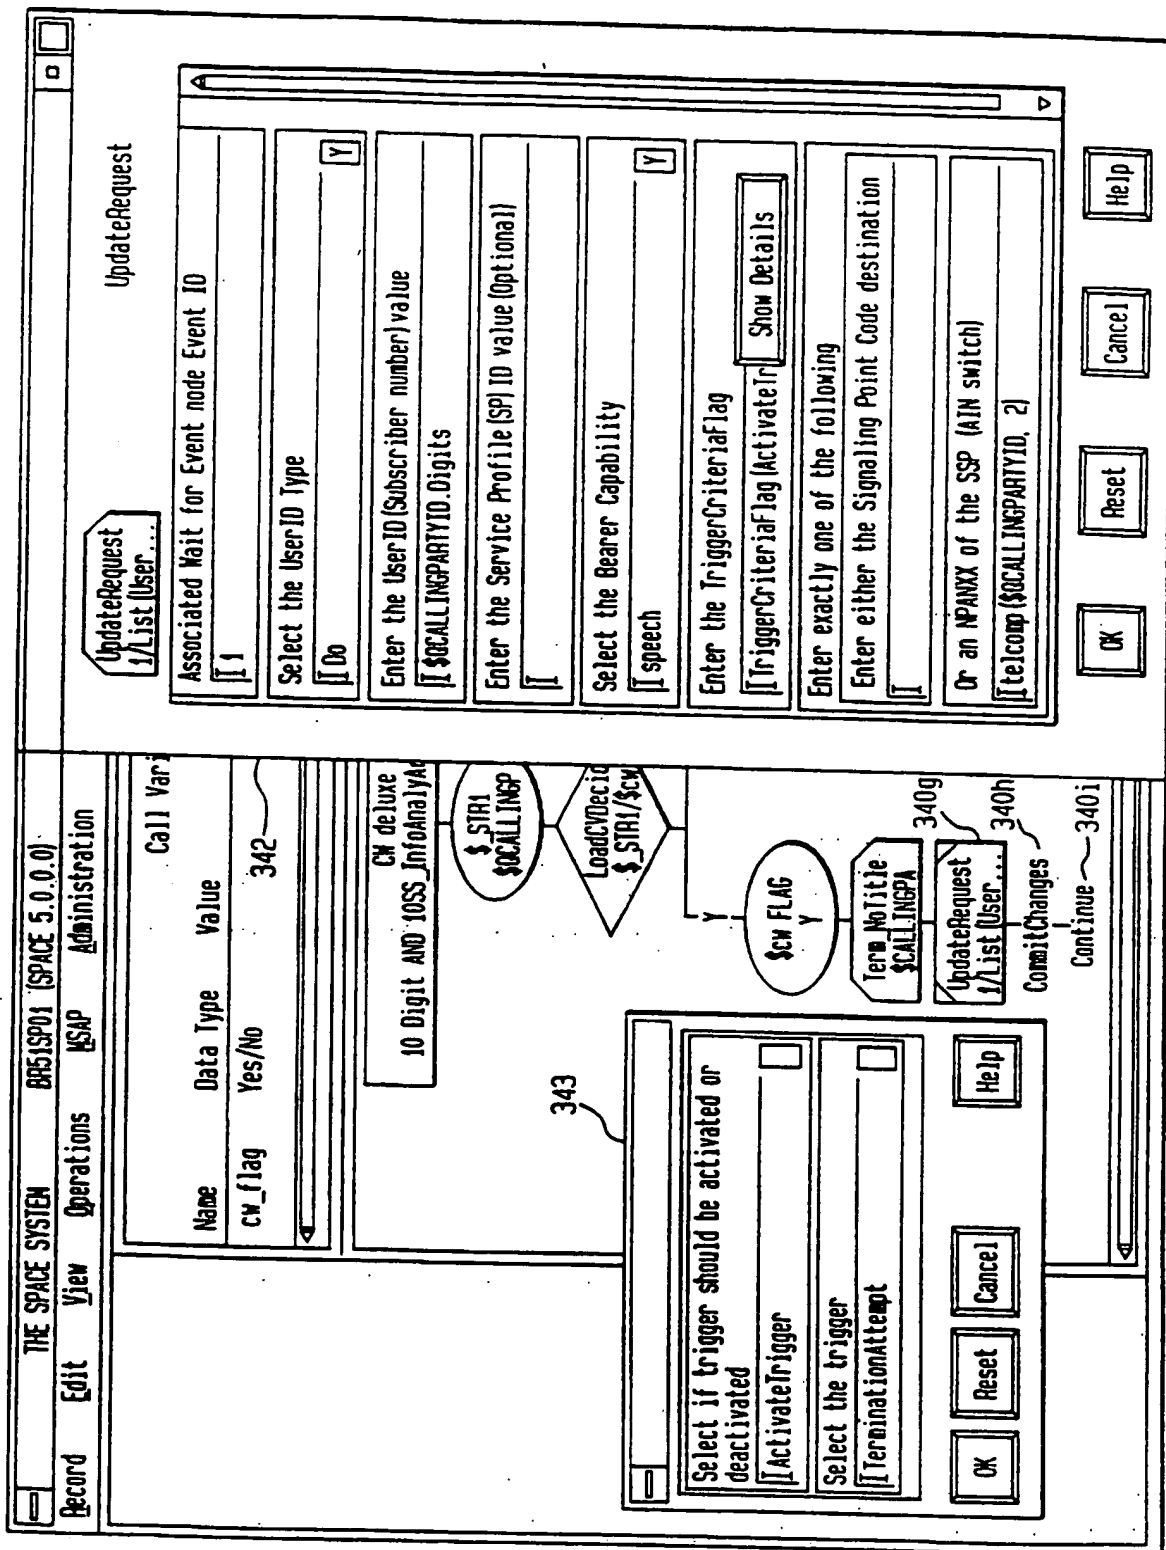 THE SPACE SYSTEM BR51SP01 (SPACE 5.0.0.0)
Record Edit View Operations MSAP Administration
Call Vari
Name Data Type Value
cw_flag Yes/No
342
CW deluxe
10 Digit AND 10SS_InfoAnalyAc
$_STR1
$QCALLINGP
LoadCVDecid
$_STR1/$cw
Y
$cw FLAG
Y
Term NoTitle
$CALLINGPA
UpdateRequest
1/List(User...
340g
CommitChanges
340h
Continue
340i
343
Select if trigger should be activated or
deactivated
ActivateTrigger
Select the trigger
TerminationAttempt
OK Reset Cancel Help
UpdateRequest
1/List(User...
UpdateRequest
Associated Wait for Event node Event ID
1
Select the UserID Type
Do
Y
Enter the UserID(Subscriber number)value
$QCALLINGPARTYID.Digits
Enter the Service Profile(SP)ID value(Optional)
Select the Bearer Capability
speech
Y
Enter the TriggerCriteriaFlag
TriggerCriteriaFlag(ActivateTr
Show Details
Enter exactly one of the following
Enter either the Signaling Point Code destination
Or an NPANXX of the SSP (AIN switch)
telcomp($QCALLINGPARTYID, 2)
OK Reset Cancel Help